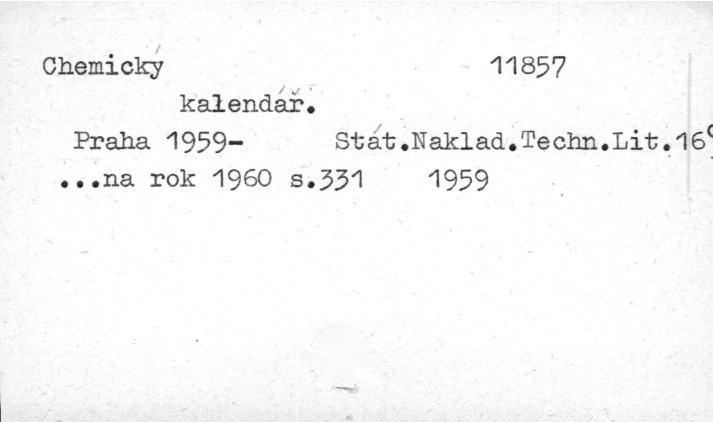 Chemický 11857
kalendář.
Praha 1959- Stát.Naklad.Techn.Lit.16°
...na rok 1960 s.331 1959